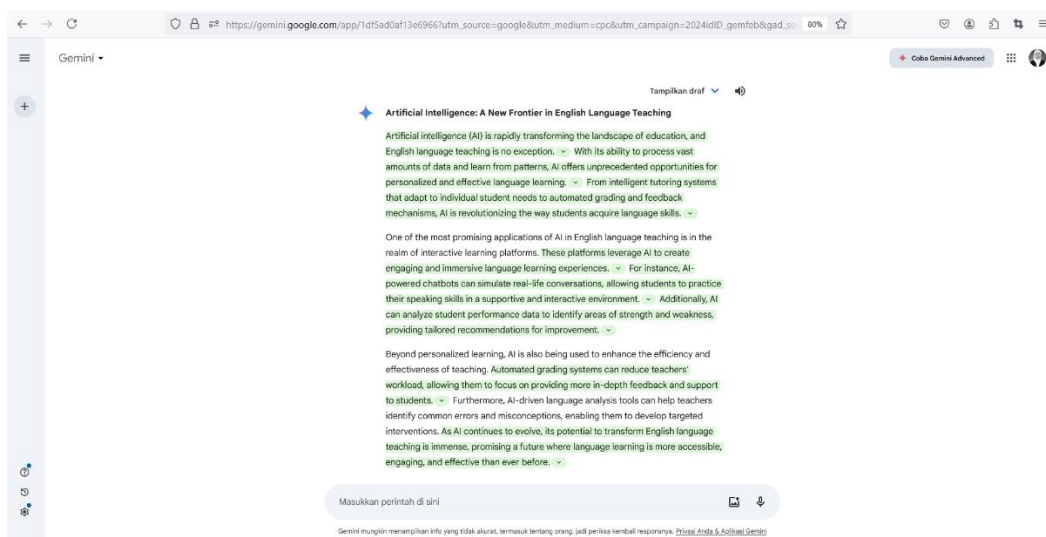 https://gemini.google.com/app/1df5ad0af13e6966?utm_source=google&utm_medium=cpc&utm_campaign=2024idID_gemfeb&gad_so
80%
Gemini
Coba Gemini Advanced
Tampilkan draf
Artificial Intelligence: A New Frontier in English Language Teaching
Artificial intelligence (AI) is rapidly transforming the landscape of education, and
English language teaching is no exception. With its ability to process vast
amounts of data and learn from patterns, AI offers unprecedented opportunities for
personalized and effective language learning. From intelligent tutoring systems
that adapt to individual student needs to automated grading and feedback
mechanisms, AI is revolutionizing the way students acquire language skills.
One of the most promising applications of AI in English language teaching is in the
realm of interactive learning platforms. These platforms leverage AI to create
engaging and immersive language learning experiences. For instance, AI-
powered chatbots can simulate real-life conversations, allowing students to practice
their speaking skills in a supportive and interactive environment. Additionally, AI
can analyze student performance data to identify areas of strength and weakness,
providing tailored recommendations for improvement.
Beyond personalized learning, AI is also being used to enhance the efficiency and
effectiveness of teaching. Automated grading systems can reduce teachers'
workload, allowing them to focus on providing more in-depth feedback and support
to students. Furthermore, AI-driven language analysis tools can help teachers
identify common errors and misconceptions, enabling them to develop targeted
interventions. As AI continues to evolve, its potential to transform English language
teaching is immense, promising a future where language learning is more accessible,
engaging, and effective than ever before.
Masukkan perintah di sini
Gemini mungkin menampilkan info yang tidak akurat, termasuk tentang orang, jadi periksa kembali responsnya. Privasi Anda & Aplikasi Gemini